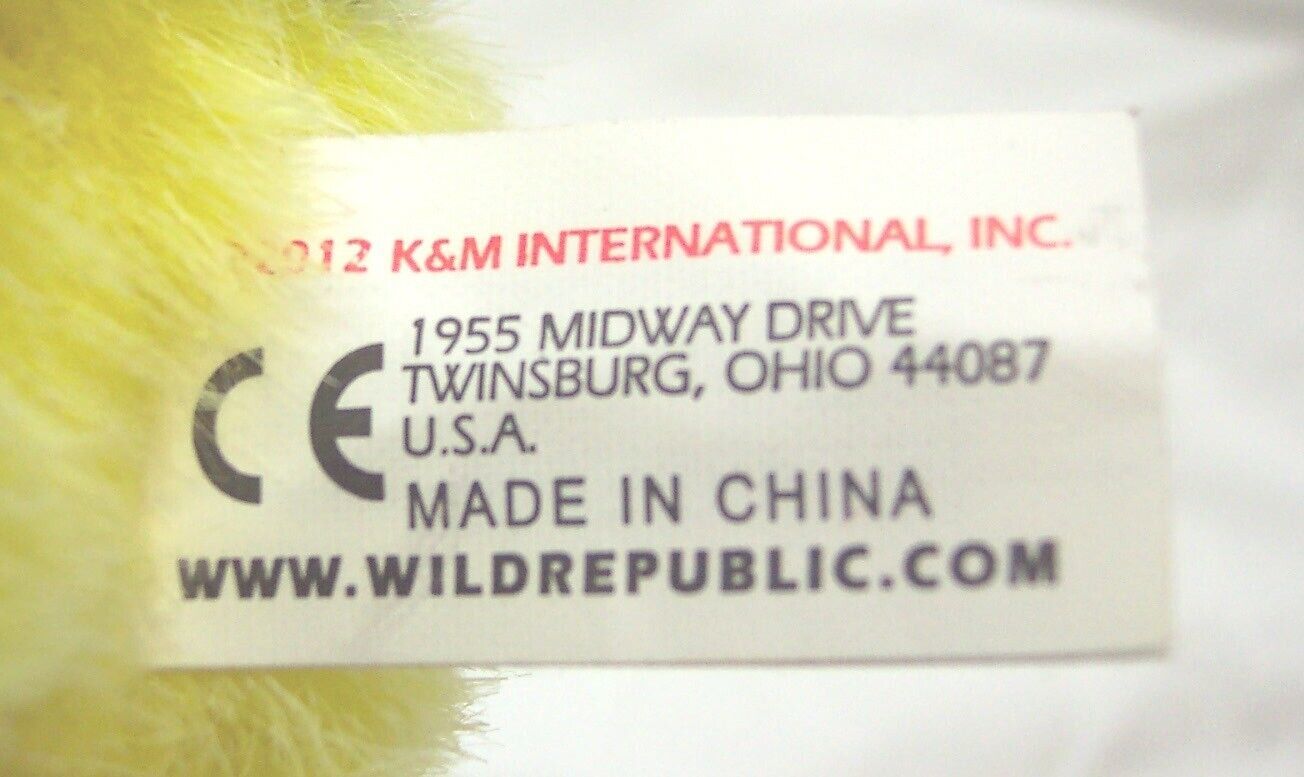 2012 K&M INTERNATIONAL, INC.
CE
1955 MIDWAY DRIVE
TWINSBURG, OHIO 44087
U.S.A.
MADE IN CHINA
WWW.WILDREPUBLIC.COM